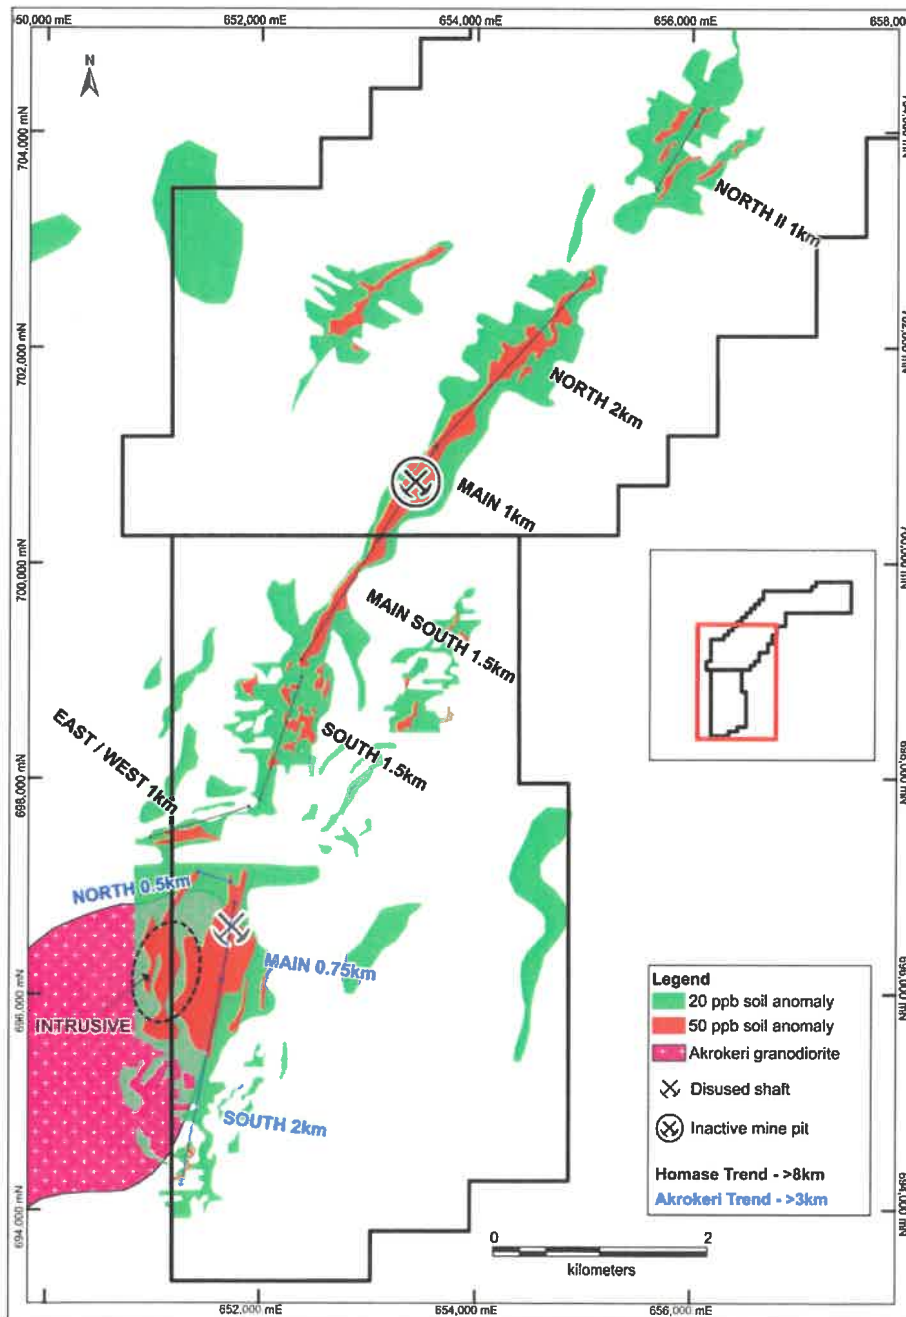 50,000 mE
652,000 mE
654,000 mE
656,000 mE
658,0
N
704,000 mN
NORTH II 1km
702,000 mN
NORTH 2km
MAIN 1km
700,000 mN
MAIN SOUTH 1.5km
SOUTH 1.5km
EAST / WEST 1km
698,000 mN
NORTH 0.5km
MAIN 0.75km
696,000 mN
INTRUSIVE
SOUTH 2km
694,000 mN
Legend
20 ppb soil anomaly
50 ppb soil anomaly
Akrokeri granodiorite
Disused shaft
Inactive mine pit
Homase Trend - >8km
Akrokeri Trend - >3km
0
2
kilometers
652,000 mE
654,000 mE
656,000 mE